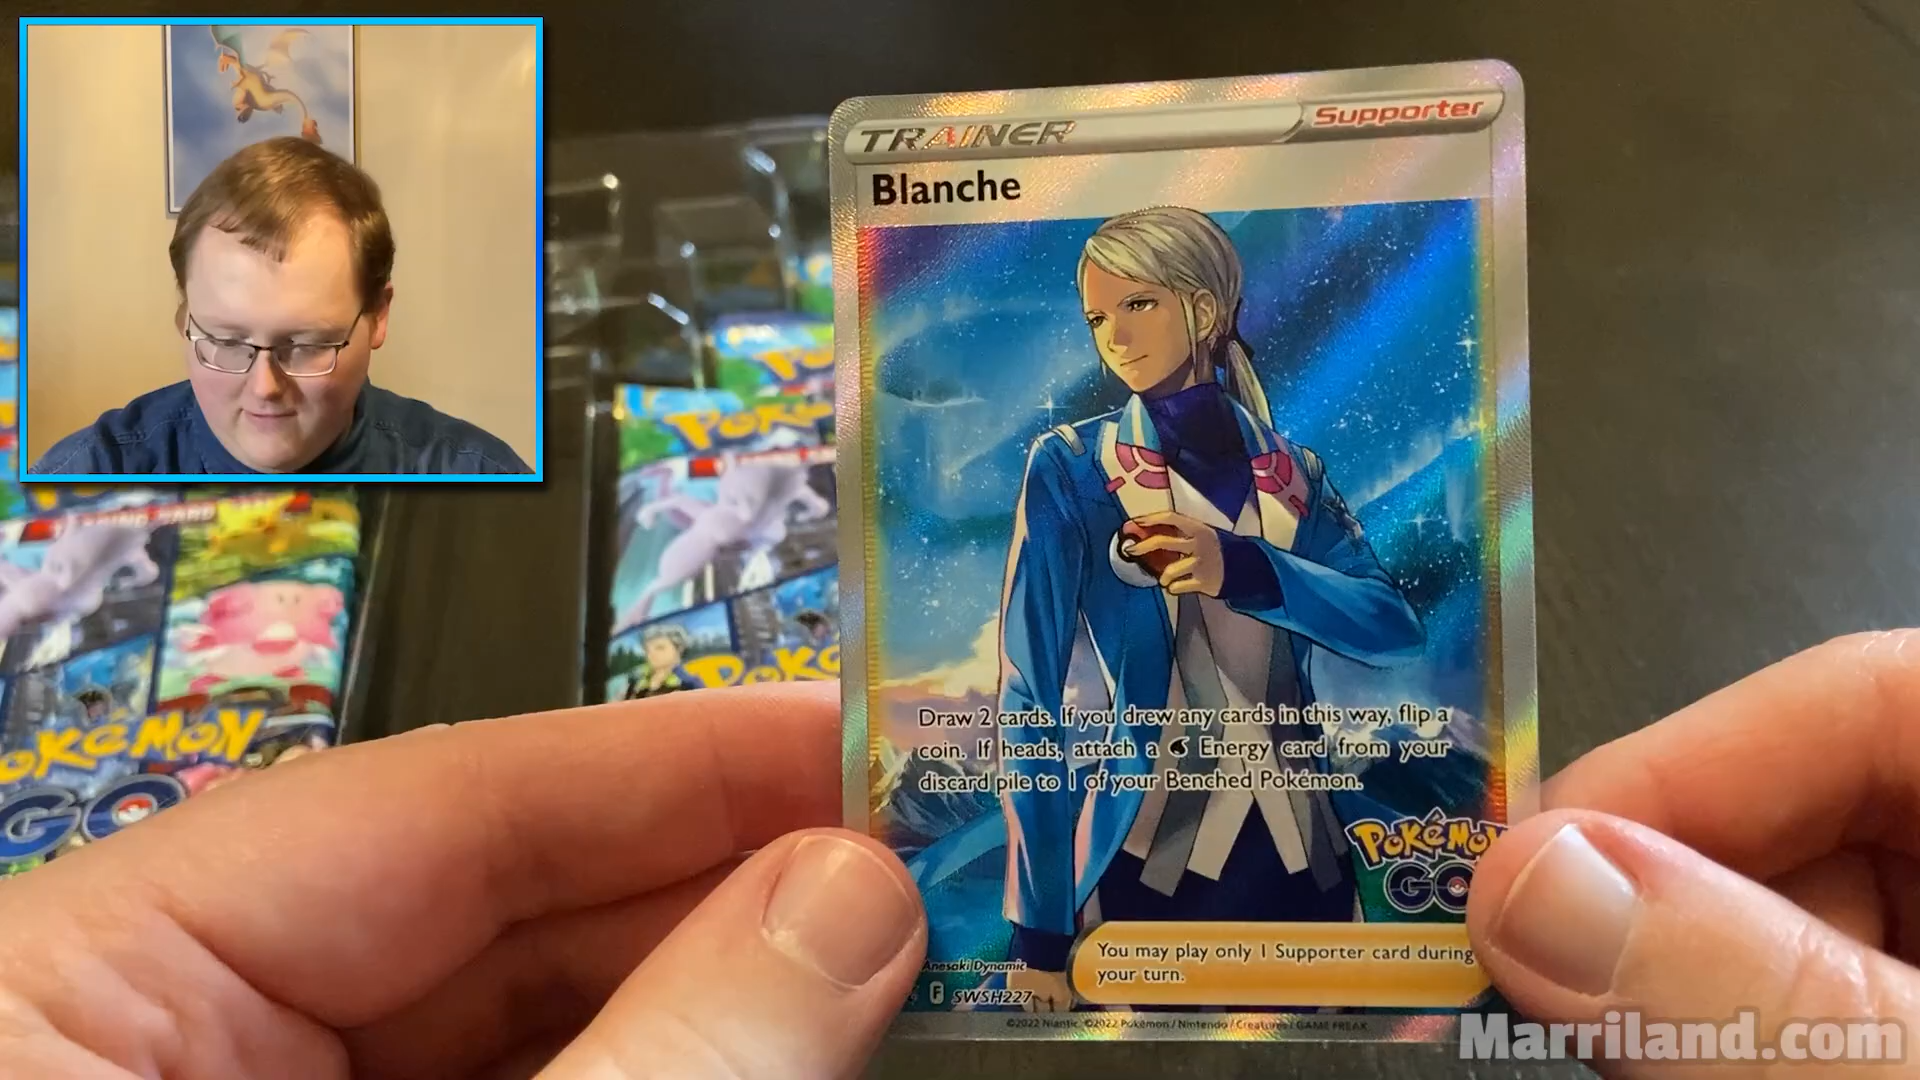 TRAINER
Supporter
Blanche
Draw 2 cards. If you drew any cards in this way, flip a
coin. If heads, attach a Energy card from your
discard pile to 1 of your Benched Pokémon.
POKéMON
GO
You may play only 1 Supporter card during
your turn.
Anesaki Dynamic
F SWSH227
©2022 Niantic. ©2022 Pokémon / Nintendo / Creatures / GAME FREAK.
POKéMON
GO
Marriland.com